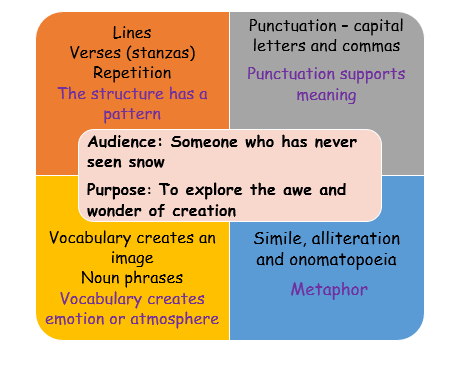 Lines
Verses (stanzas)
Repetition
The structure has a
pattern
Punctuation – capital
letters and commas
Punctuation supports
meaning
Audience: Someone who has never
seen snow
Purpose: To explore the awe and
wonder of creation
Vocabulary creates an
image
Noun phrases
Vocabulary creates
emotion or atmosphere
Simile, alliteration
and onomatopoeia
Metaphor